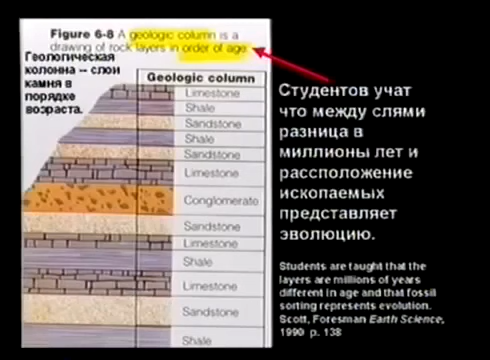 Figure 6-8 A geologic column is a
drawing of rock layers in order of age
Геологическая
колонна -- слои
камня в
порядке
возраста.
Geologic column
Limestone
Shale
Sandstone
Shale
Sandstone
Limestone
Conglomerate
Sandstone
Limestone
Shale
Limestone
Sandstone
Shale
Студентов учат
что между слями
разница в
миллионы лет и
рассположение
ископаемых
представляет
эволюцию.
Students are taught that the
layers are millions of years
different in age and that fossil
sorting represents evolution.
Scott, Foresman Earth Science,
1990 p. 138